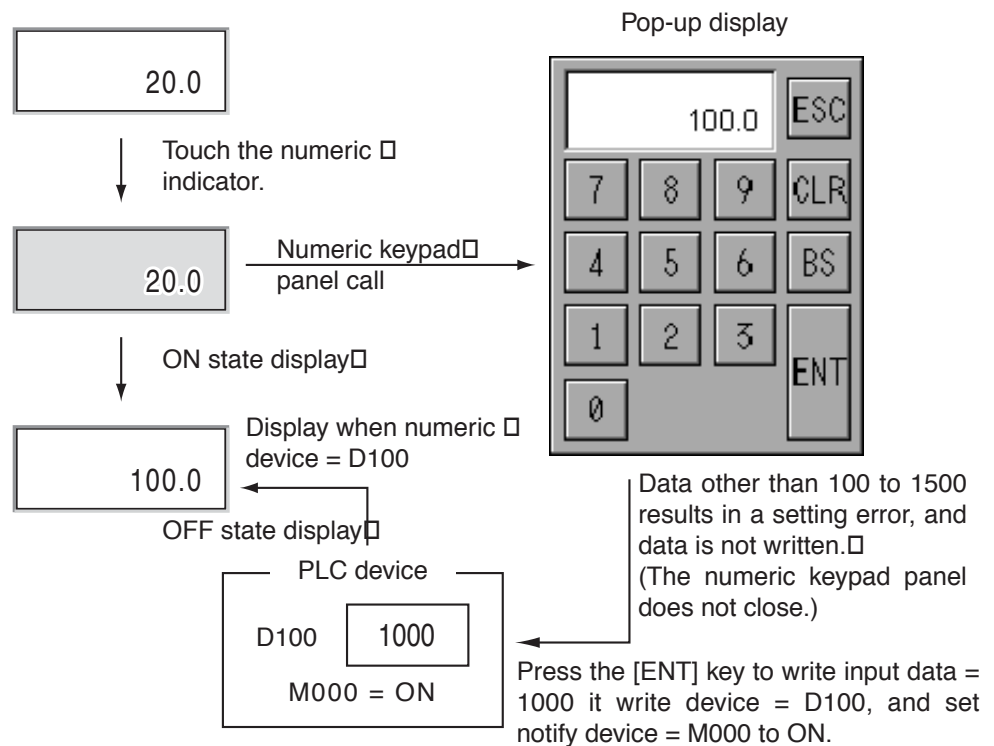 Pop-up display
20.0
Touch the numeric □
indicator.
20.0
Numeric keypad□
panel call
100.0
ESC
7 8 9 CLR
4 5 6 BS
1 2 3
ENT
0
ON state display□
100.0
Display when numeric □
device = D100
OFF state display□
PLC device
D100 1000
M000 = ON
Data other than 100 to 1500
results in a setting error, and
data is not written.□
(The numeric keypad panel
does not close.)
Press the [ENT] key to write input data =
1000 it write device = D100, and set
notify device = M000 to ON.